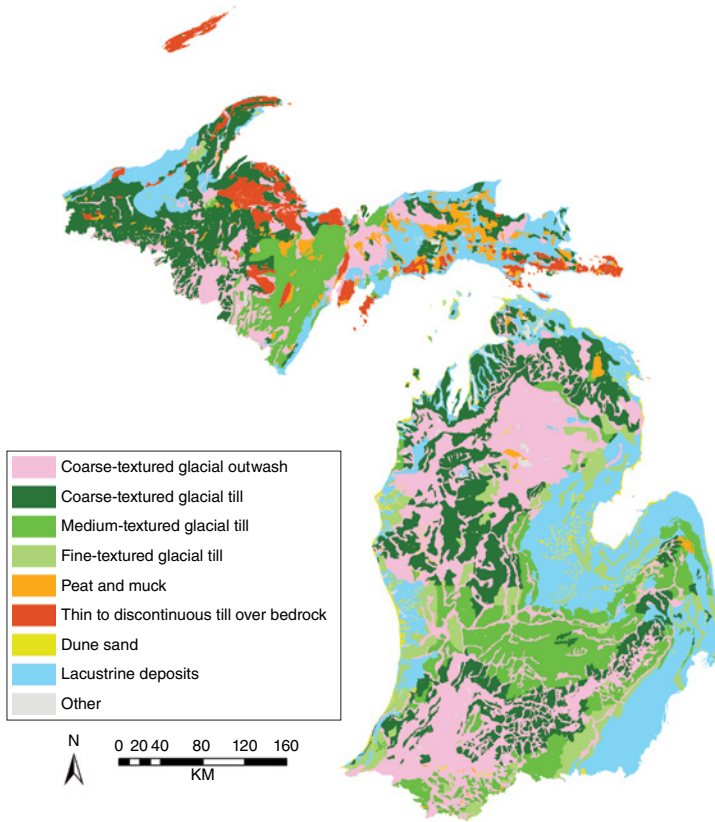 Coarse-textured glacial outwash
Coarse-textured glacial till
Medium-textured glacial till
Fine-textured glacial till
Peat and muck
Thin to discontinuous till over bedrock
Dune sand
Lacustrine deposits
Other
N
0 20 40 80 120 160
KM